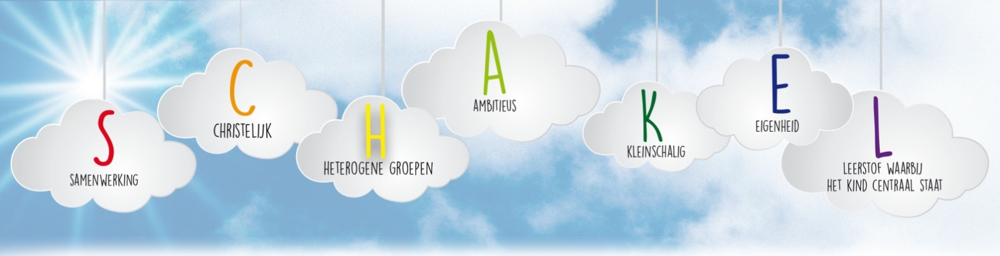 S
SAMENWERKING
C
CHRISTELIJK
H
HETEROGENE GROEPEN
A
AMBITIEUS
K
KLEINSCHALIG
E
EIGENHEID
L
LEERSTOF WAARBIJ
HET KIND CENTRAAL STAAT